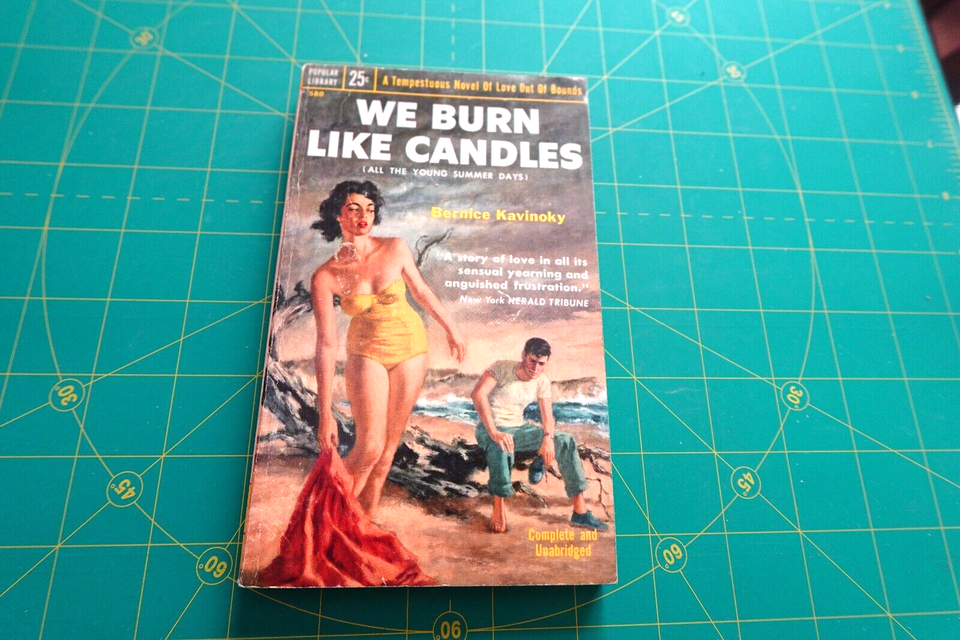 POPULAR
LIBRARY
25¢
A Tempestuous Novel Of Love Out Of Bounds
580
WE BURN
LIKE CANDLES
(ALL THE YOUNG SUMMER DAYS)
Bernice Kavinoky
"A story of love in all its
sensual yearning and
anguished frustration."
New York HERALD TRIBUNE
Complete and
Unabridged
30°
30°
45°
45°
60°
60°
90